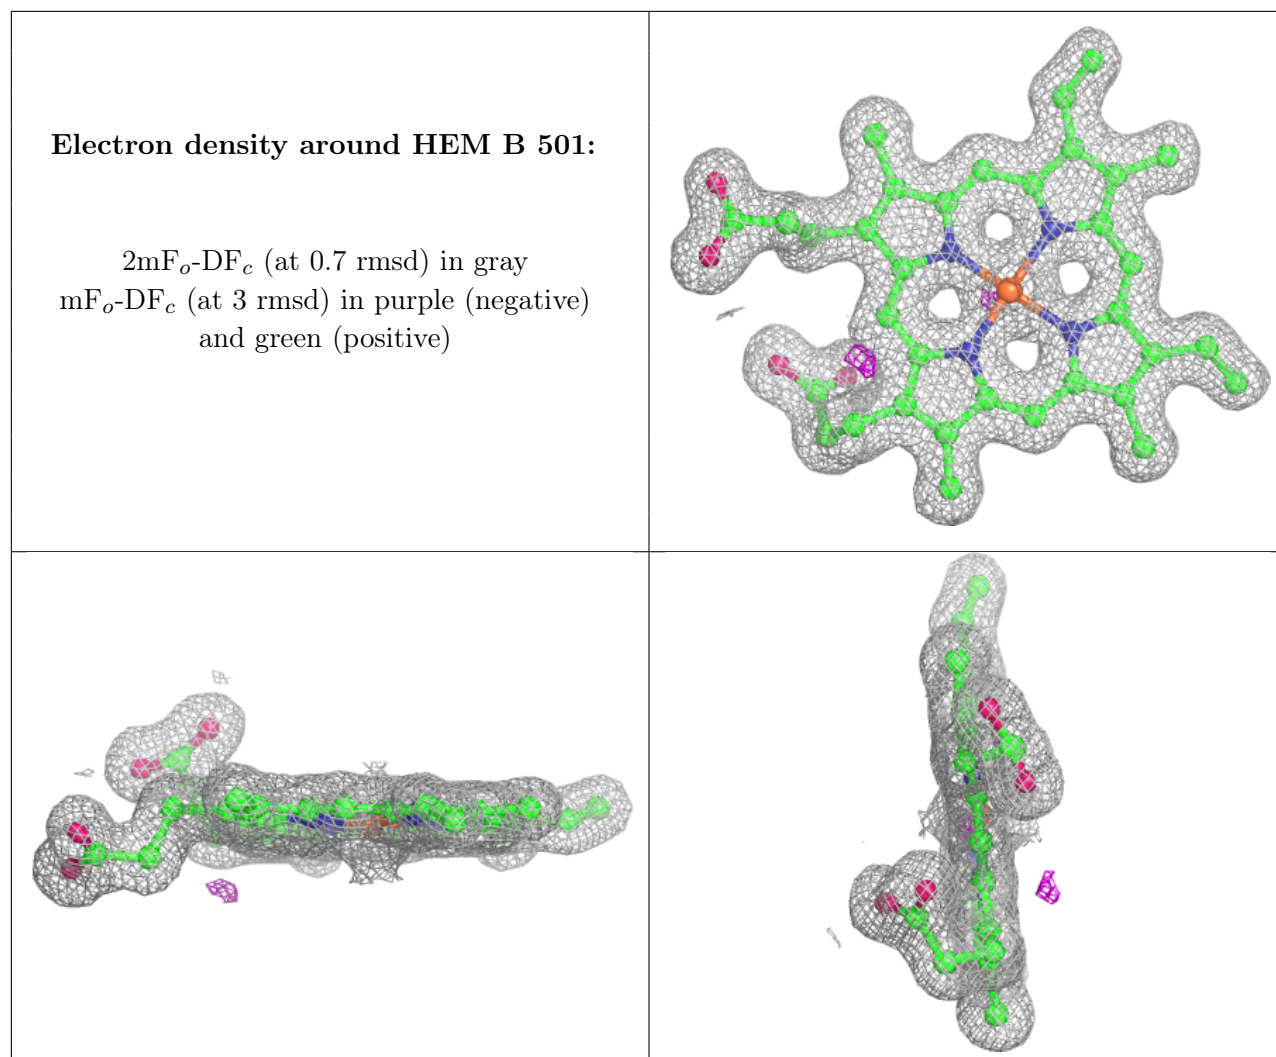 Electron density around HEM B 501:
2mFo-DFc (at 0.7 rmsd) in gray
mFo-DFc (at 3 rmsd) in purple (negative)
and green (positive)